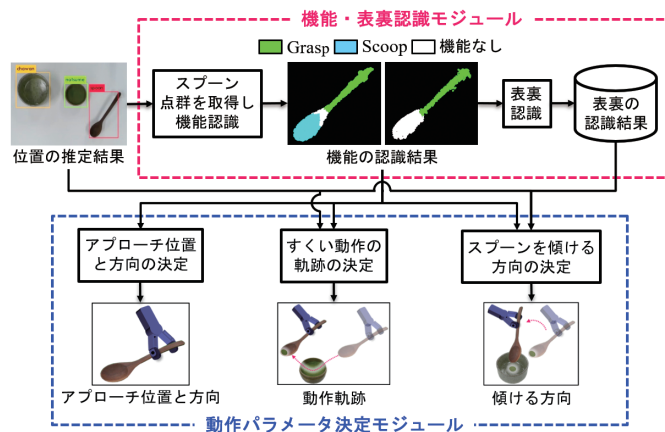 機能・表裏認識モジュール
Grasp Scoop 機能なし
chawan
スプーン
点群を取得し
機能認識
表裏
認識
表裏の
認識結果
位置の推定結果
機能の認識結果
アプローチ位置
と方向の決定
すくい動作の
軌跡の決定
スプーンを傾ける
方向の決定
アプローチ位置と方向
動作軌跡
傾ける方向
動作パラメータ決定モジュール